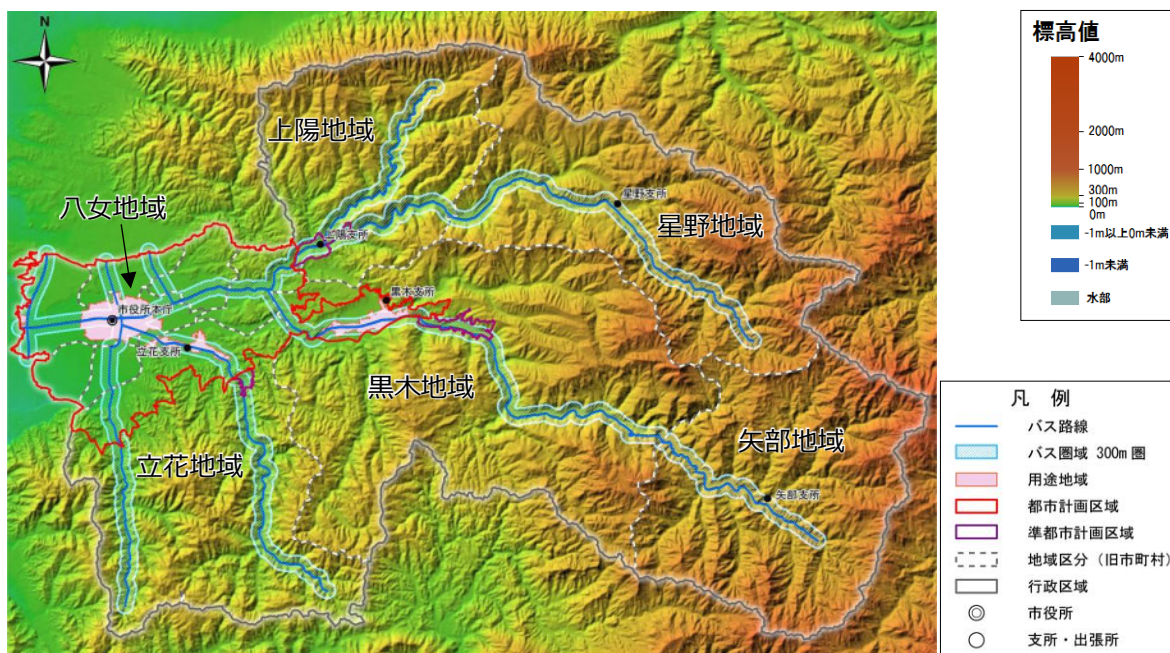 N
上陽地域
八女地域
星野支所
星野地域
上陽支所
黒木支所
市役所本庁
立花支所
黒木地域
矢部地域
立花地域
矢部支所
標高値
4000m
2000m
1000m
300m
100m
0m
-1m以上0m未満
-1m未満
水部
凡 例
バス路線
バス圏域 300m圏
用途地域
都市計画区域
準都市計画区域
地域区分（旧市町村）
行政区域
市役所
支所・出張所